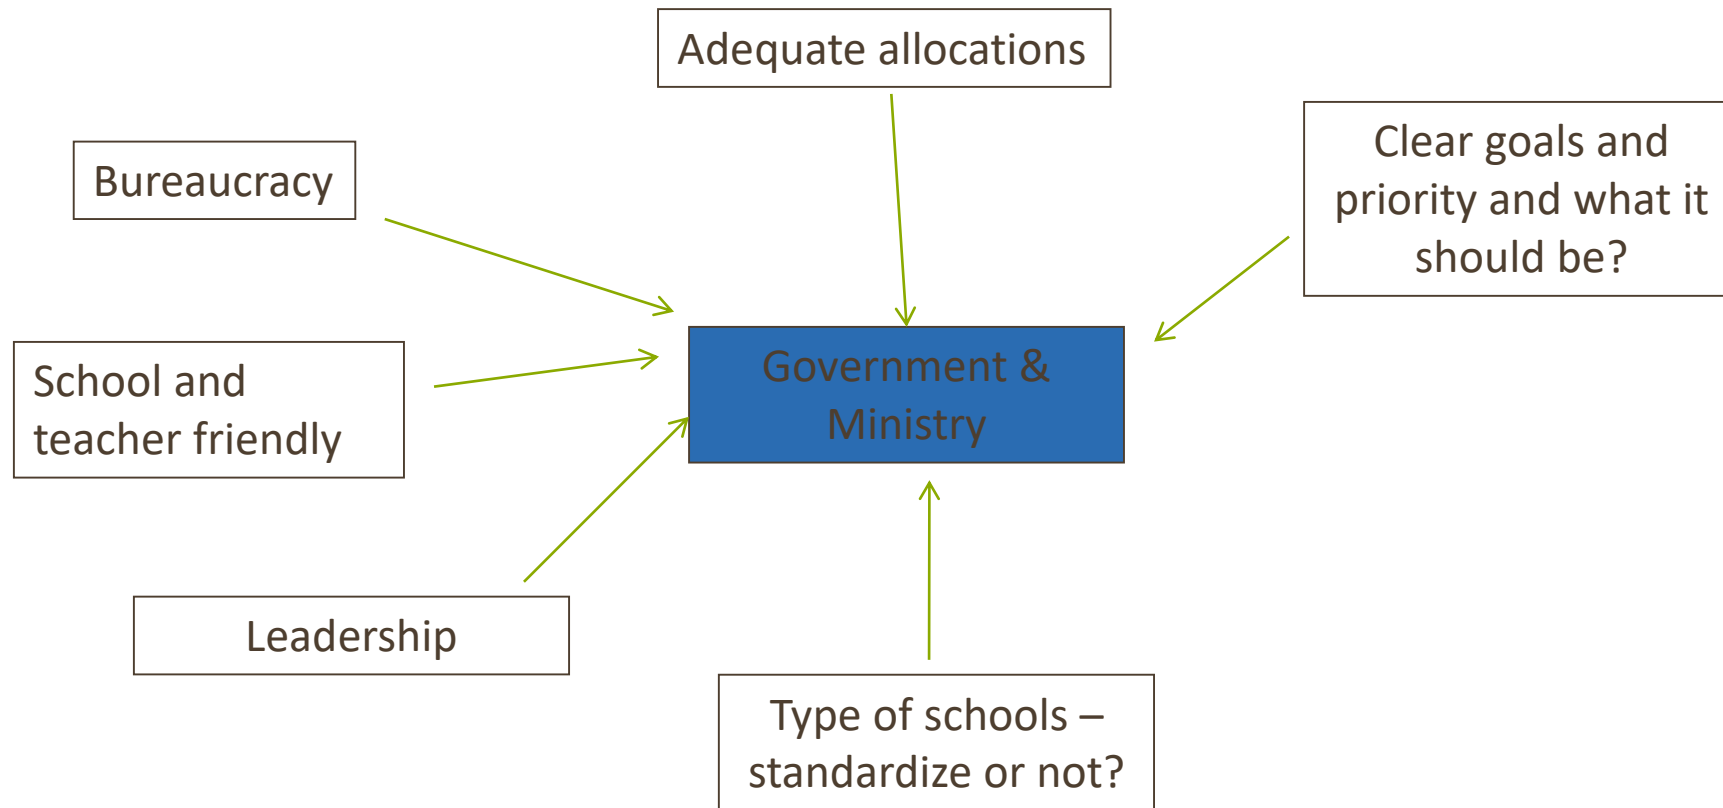 Adequate allocations
Clear goals and
priority and what it
should be?
Bureaucracy
Government &
Ministry
School and
teacher friendly
Leadership
Type of schools –
standardize or not?